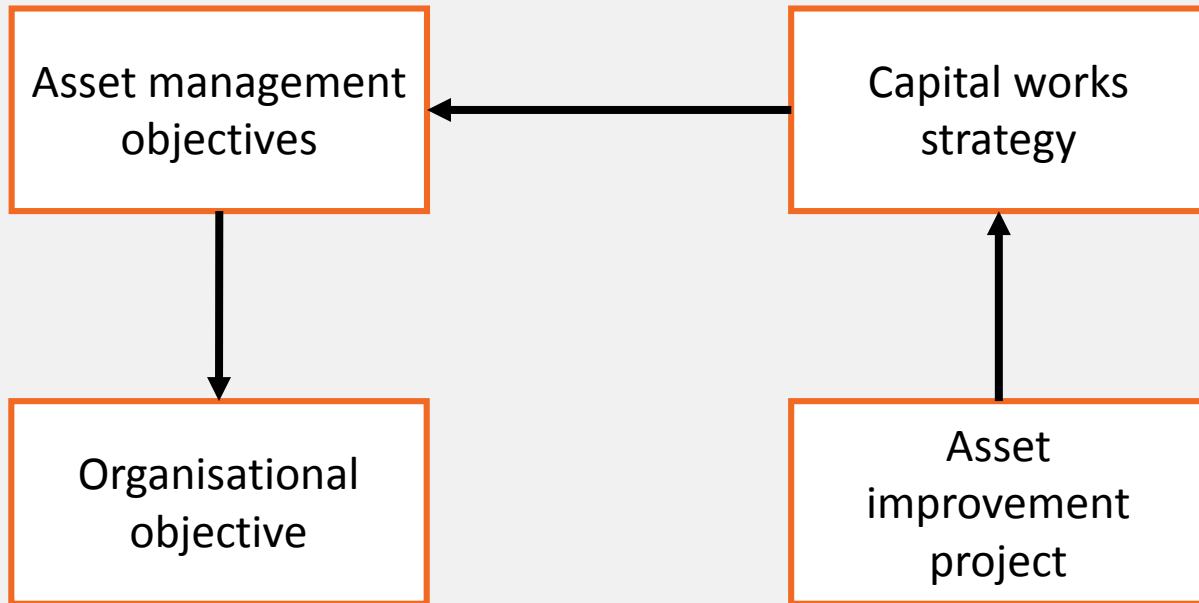 Asset management
objectives
Capital works
strategy
Organisational
objective
Asset
improvement
project